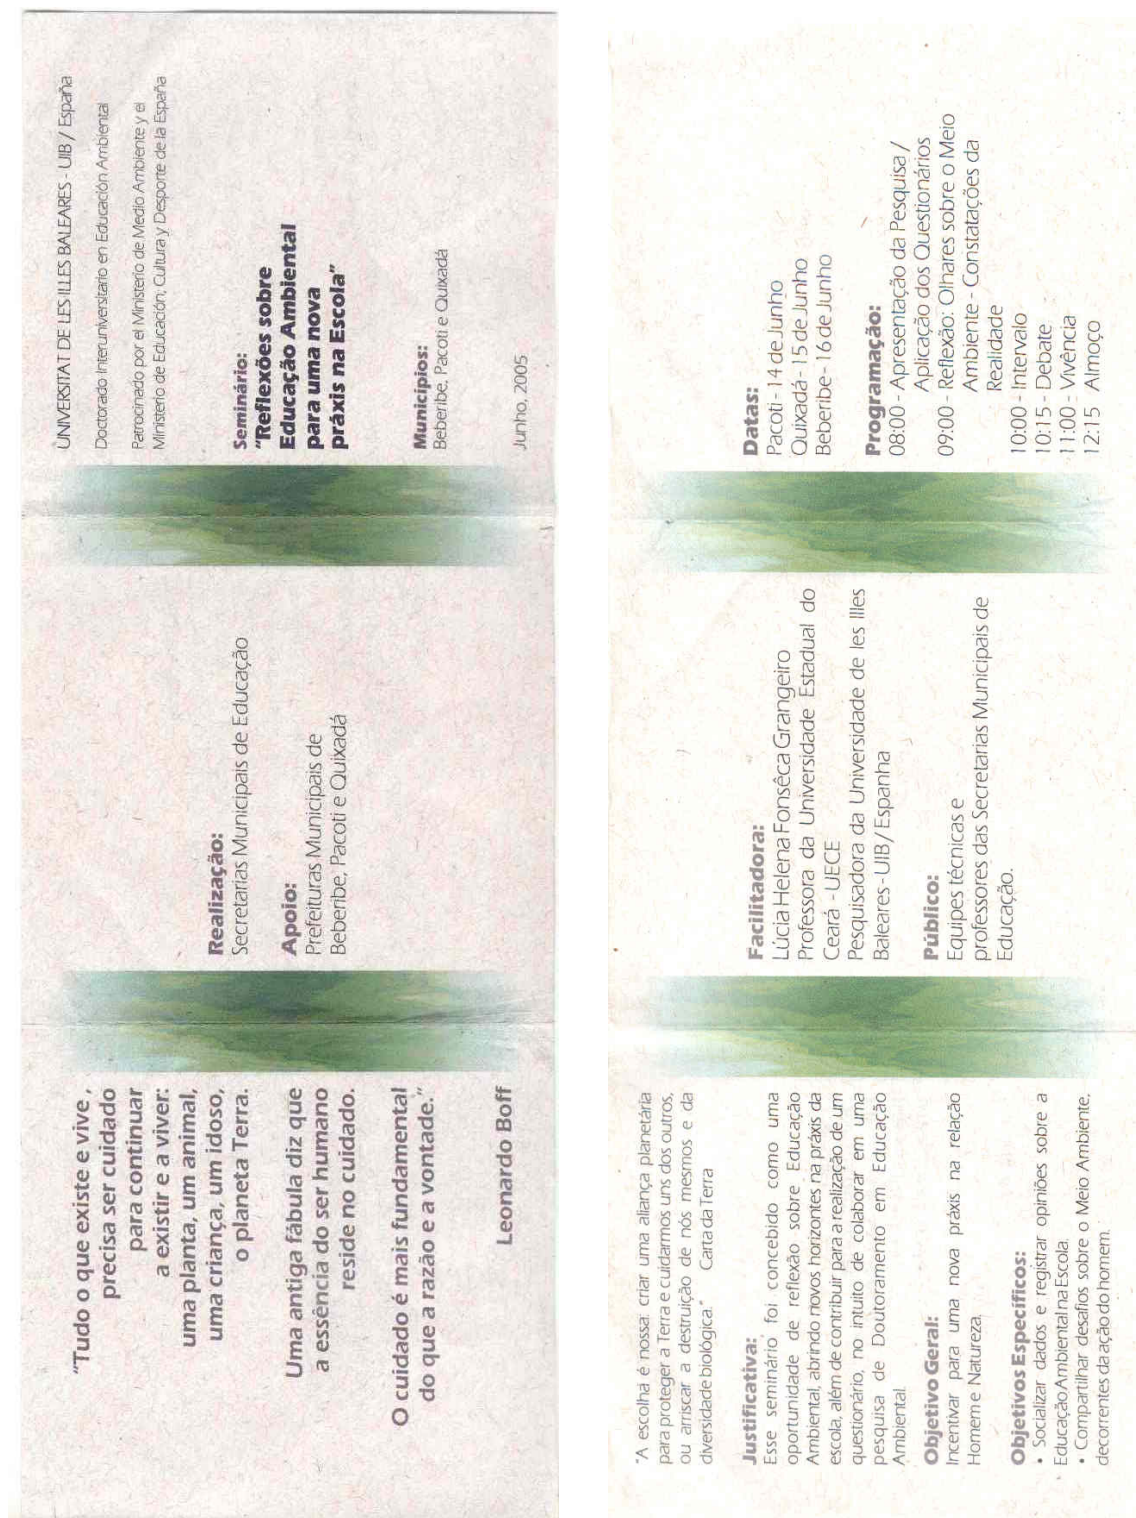 "Tudo o que existe e vive,
precisa ser cuidado
para continuar
a existir e a viver:
uma planta, um animal,
uma criança, um idoso,
o planeta Terra.
Uma antiga fábula diz que
a essência do ser humano
reside no cuidado.
O cuidado é mais fundamental
do que a razão e a vontade."
Leonardo Boff
Realização:
Secretarias Municipais de Educação
Apoio:
Prefeituras Municipais de
Beberibe, Pacoti e Quixadá
UNIVERSITAT DE LES ILLES BALEARES - UIB / España
Doctorado Interuniversitario en Educación Ambiental
Patrocinado por el Ministerio de Medio Ambiente y el
Ministerio de Educación, Cultura y Desporte de la España
Seminário:
"Reflexões sobre
Educação Ambiental
para uma nova
práxis na Escola"
Municípios:
Beberibe, Pacoti e Quixadá
Junho, 2005
"A escolha é nossa: criar uma aliança planetária
para proteger a Terra e cuidarmos uns dos outros,
ou arriscar a destruição de nós mesmos e da
diversidade biológica." Carta da Terra
Justificativa:
Esse seminário foi concebido como uma
oportunidade de reflexão sobre Educação
Ambiental, abrindo novos horizontes na práxis da
escola, além de contribuir para a realização de um
questionário, no intuito de colaborar em uma
pesquisa de Doutoramento em Educação
Ambiental.
Objetivo Geral:
Incentivar para uma nova práxis na relação
Homem e Natureza.
Objetivos Específicos:
• Socializar dados e registrar opiniões sobre a
Educação Ambiental na Escola.
• Compartilhar desafios sobre o Meio Ambiente,
decorrentes da ação do homem.
Facilitadora:
Lúcia Helena Fonsêca Grangeiro
Professora da Universidade Estadual do
Ceará - UECE
Pesquisadora da Universidade de les Illes
Baleares - UIB / Espanha
Público:
Equipes técnicas e
professores das Secretarias Municipais de
Educação.
Datas:
Pacoti - 14 de Junho
Quixadá - 15 de Junho
Beberibe - 16 de Junho
Programação:
08:00 - Apresentação da Pesquisa /
Aplicação dos Questionários
09:00 - Reflexão: Olhares sobre o Meio
Ambiente - Constatações da
Realidade
10:00 - Intervalo
10:15 - Debate
11:00 - Vivência
12:15 Almoço